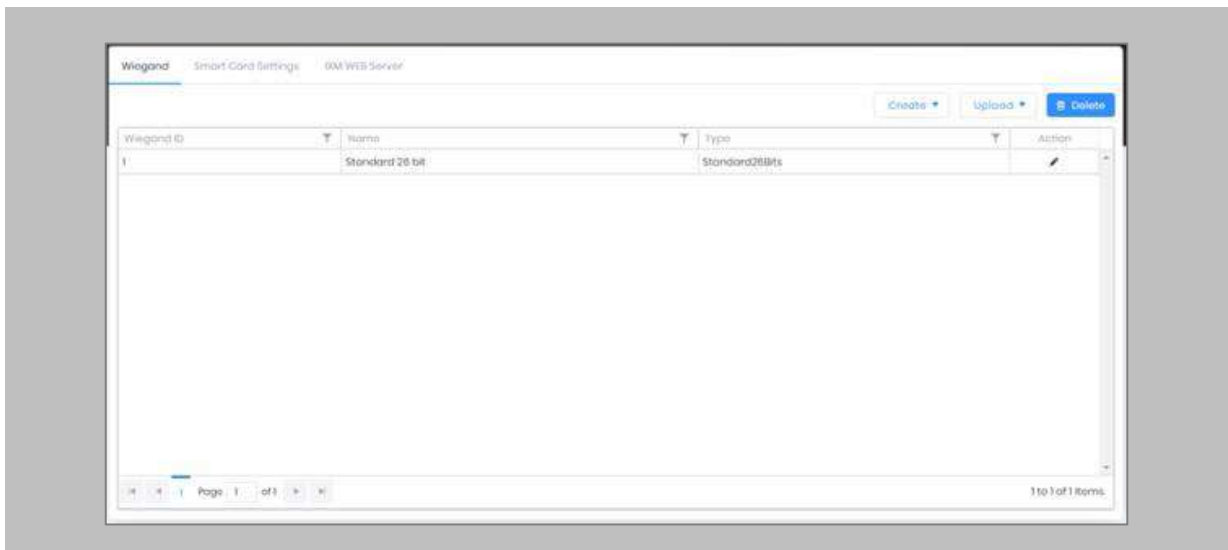 Wiegand Smart Card Settings IXM WEB Server
Create Upload Delete
Wiegand ID Name Type Action
1 Standard 26 bit Standard26Bits
1 Page 1 of 1 1 to 1 of 1 items